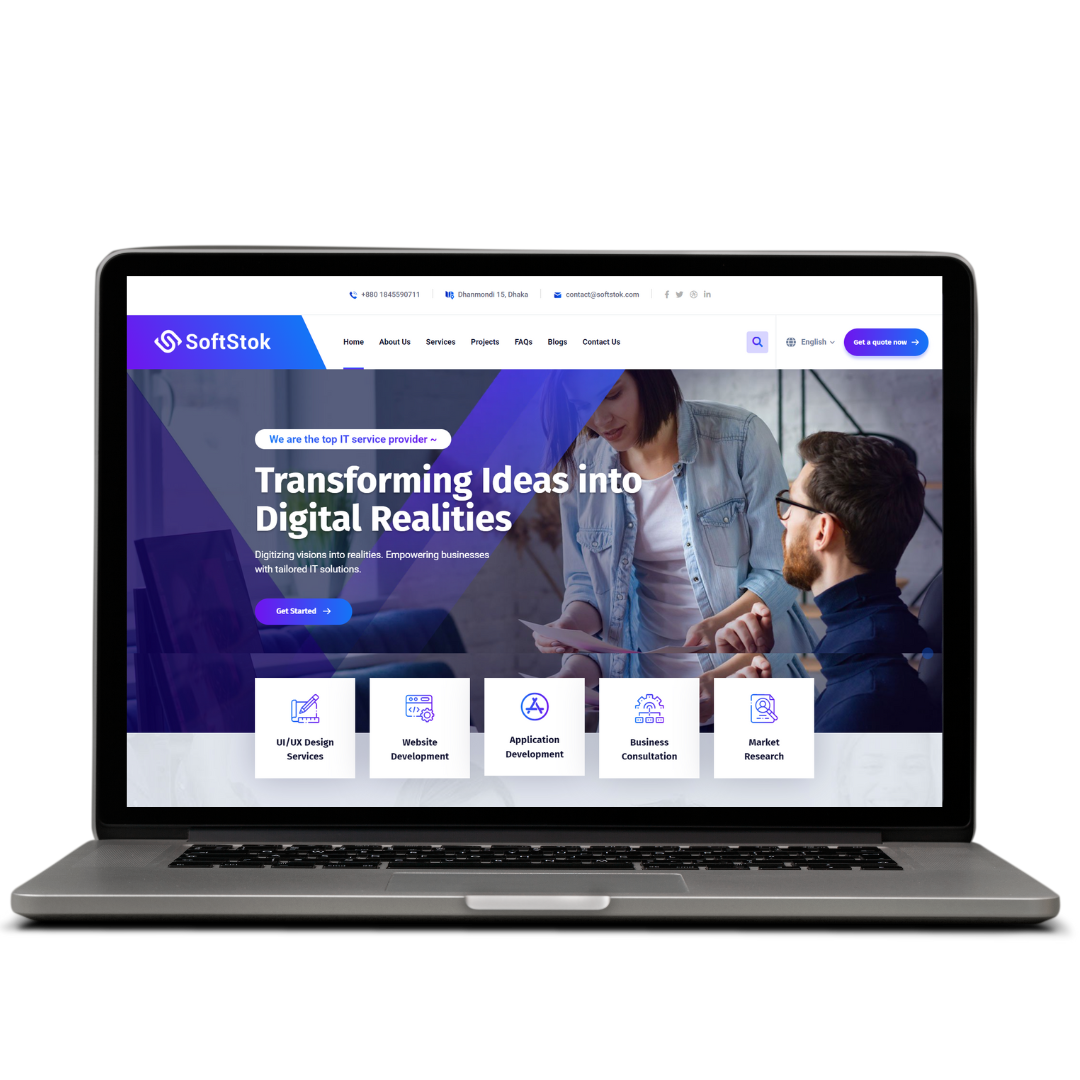 +880 1845590711 Dhanmondi 15, Dhaka contact@softstok.com
SoftStok Home About Us Services Projects FAQs Blogs Contact Us English Get a quote now
We are the top IT service provider ~
Transforming Ideas into
Digital Realities
Digitizing visions into realities. Empowering businesses
with tailored IT solutions.
Get Started
UI/UX Design
Services
Website
Development
Application
Development
Business
Consultation
Market
Research